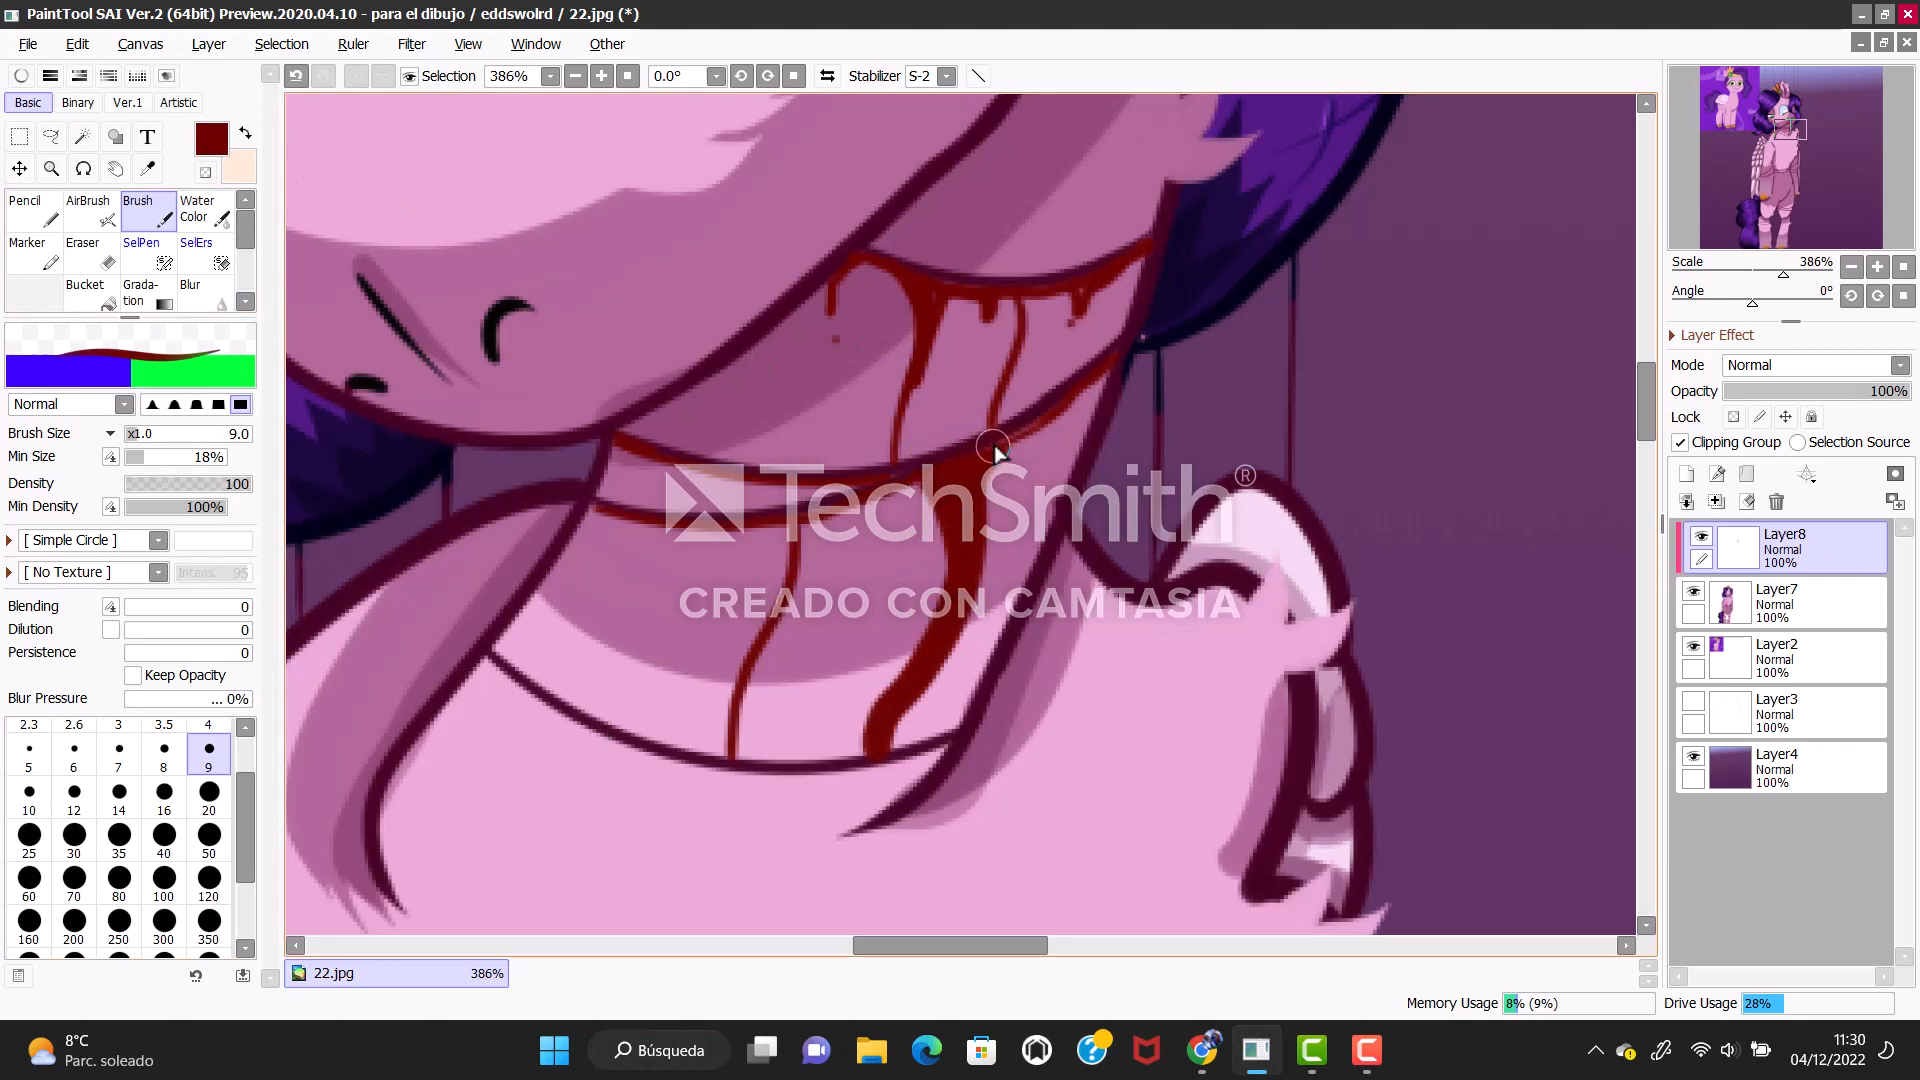 PaintTool SAI Ver.2 (64bit) Preview.2020.04.10 - para el dibujo / eddswolrd / 22.jpg (*)
File Edit Canvas Layer Selection Ruler Filter View Window Other
Selection 386% 0.0° Stabilizer S-2
Basic Binary Ver.1 Artistic
T
Pencil AirBrush Brush Water Color
Marker Eraser SelPen SelErs
Bucket Grada-tion Blur
Normal
Brush Size x1.0 9.0
Min Size 18%
Density 100
Min Density 100%
[ Simple Circle ]
[ No Texture ] Intens. 95
Blending 0
Dilution 0
Persistence 0
Keep Opacity
Blur Pressure ... 0%
2.3 2.6 3 3.5 4
5 6 7 8 9
10 12 14 16 20
25 30 35 40 50
60 70 80 100 120
160 200 250 300 350
TechSmith®
CREADO CON CAMTASIA
22.jpg 386%
Scale 386%
Angle 0°
Layer Effect
Mode Normal
Opacity 100%
Lock
Clipping Group Selection Source
Layer8
Normal
100%
Layer7
Normal
100%
Layer2
Normal
100%
Layer3
Normal
100%
Layer4
Normal
100%
Memory Usage 8% (9%) Drive Usage 28%
8°C
Parc. soleado
Búsqueda
11:30
04/12/2022